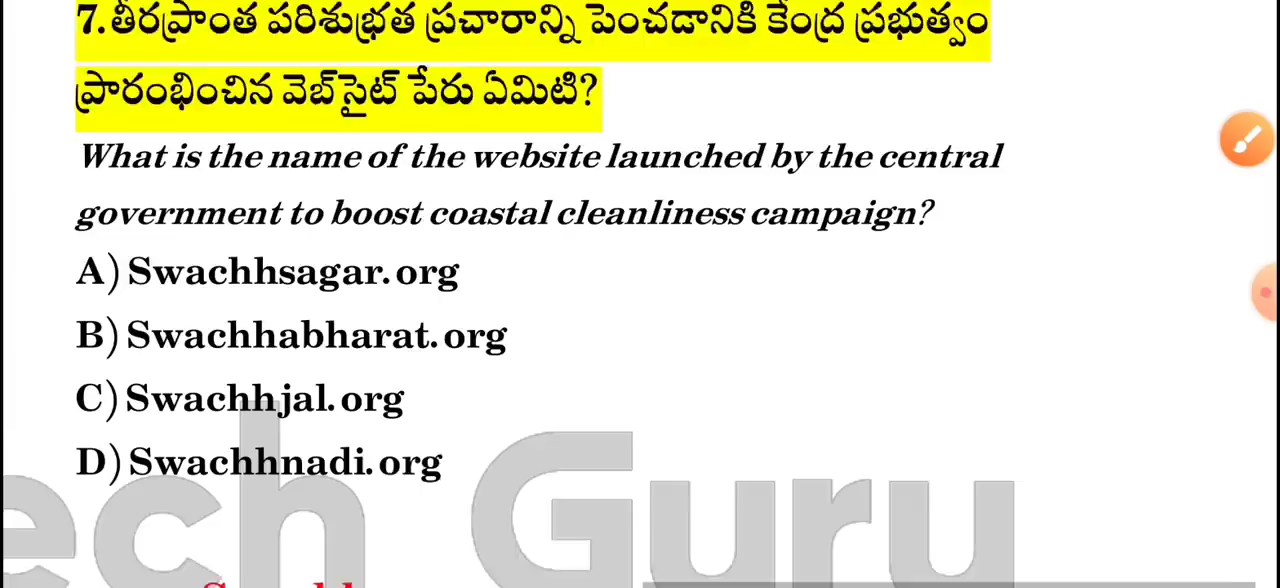 7.తీరప్రాంత పరిశుభ్రత ప్రచారాన్ని పెంచడానికి కేంద్ర ప్రభుత్వం
ప్రారంభించిన వెబ్‌సైట్ పేరు ఏమిటి?
What is the name of the website launched by the central
government to boost coastal cleanliness campaign?
A) Swachhsagar.org
B) Swachhabharat.org
C) Swachhjal.org
D) Swachhnadi.org
ech Guru